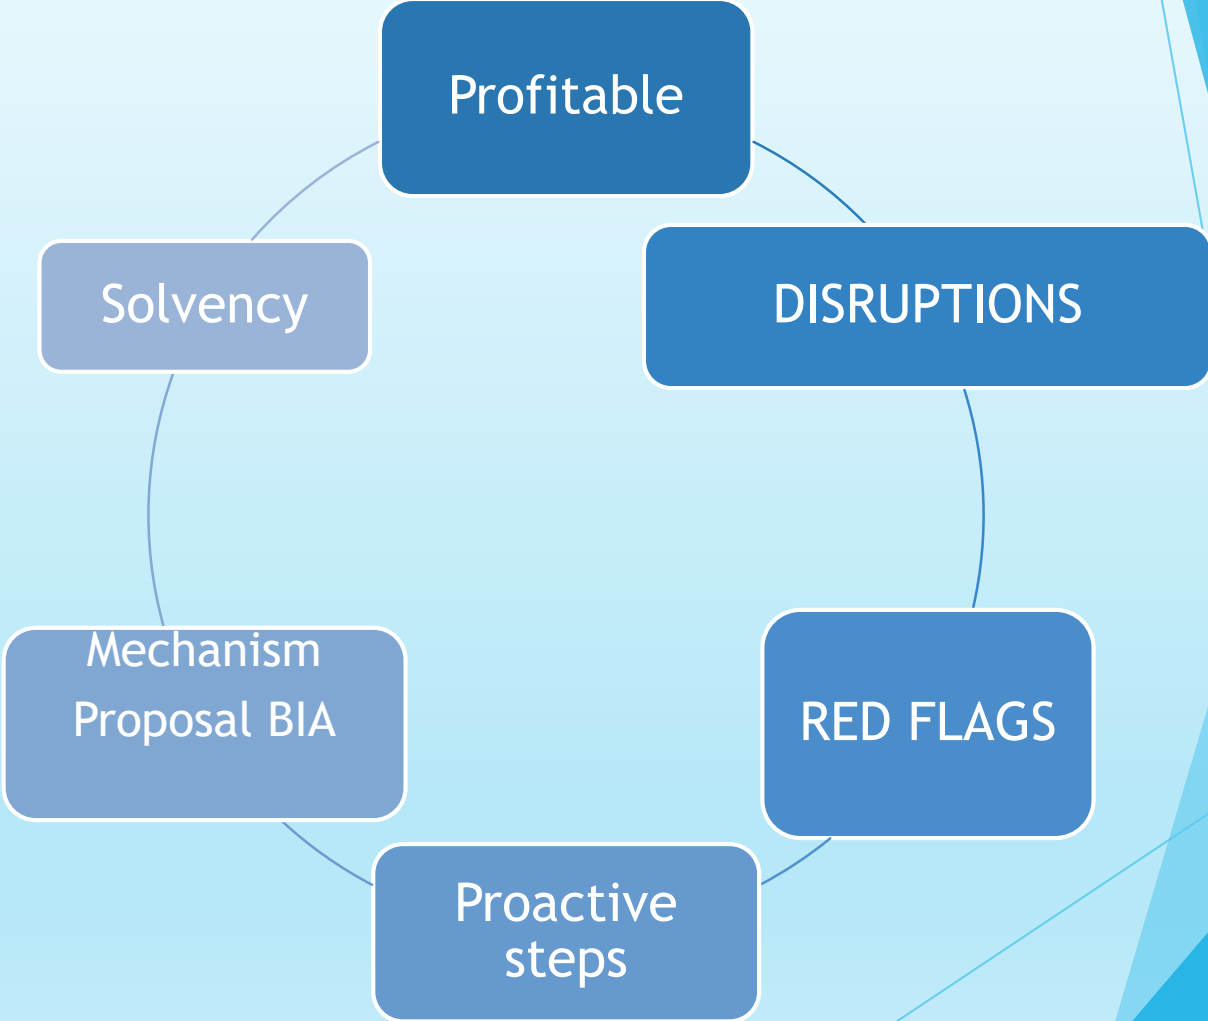 Profitable
DISRUPTIONS
RED FLAGS
Proactive
steps
Mechanism
Proposal BIA
Solvency